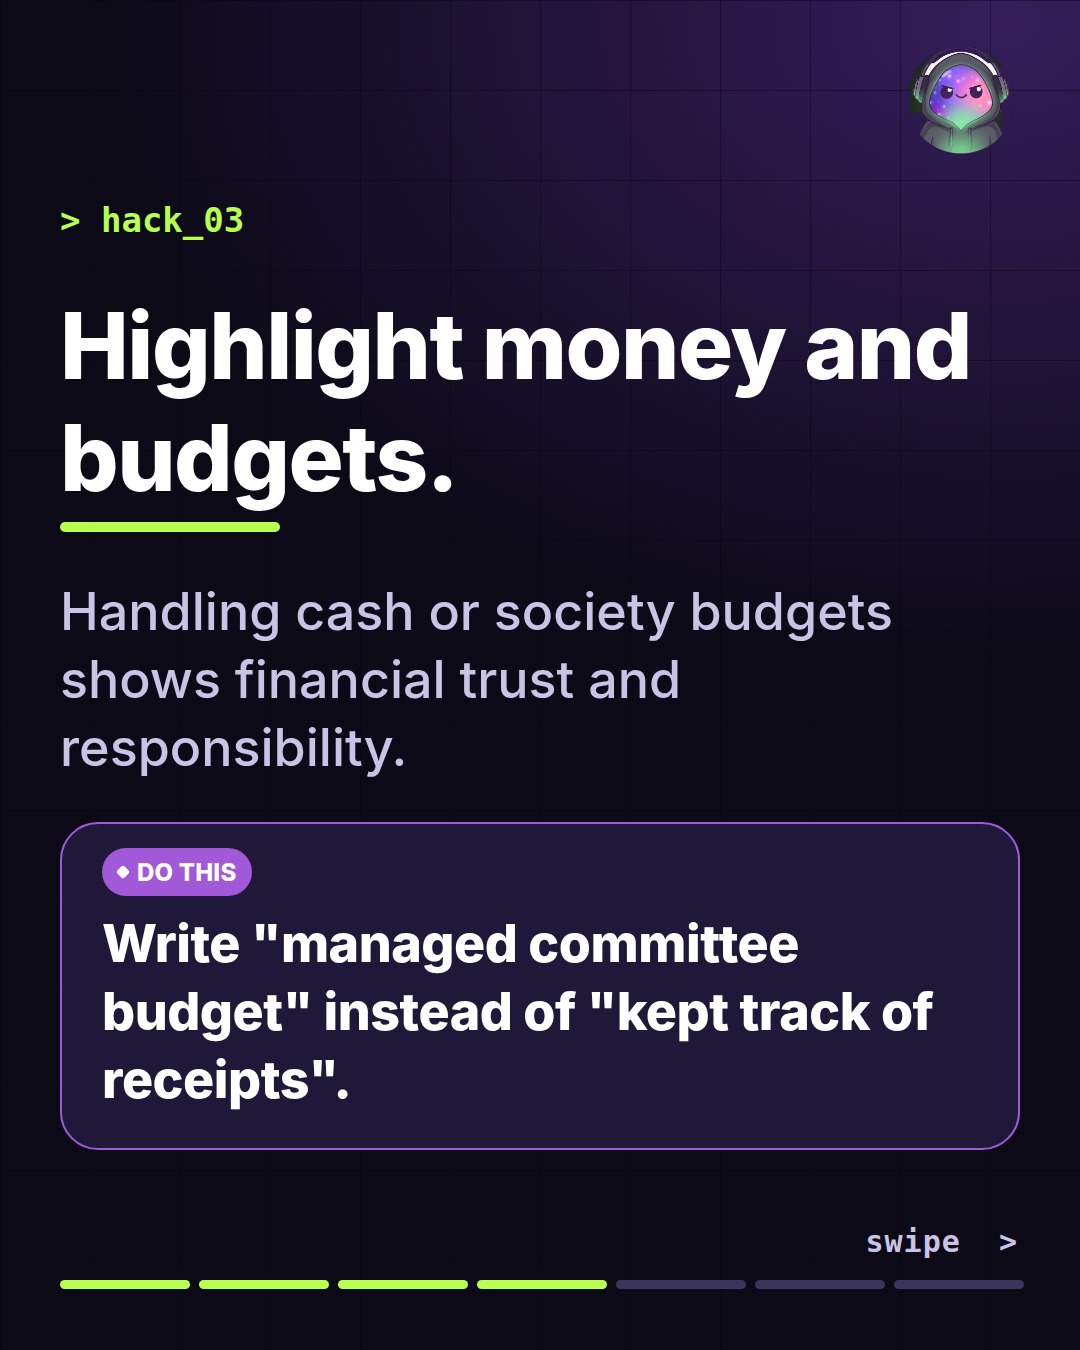 > hack_03
Highlight money and
budgets.
Handling cash or society budgets
shows financial trust and
responsibility.
DO THIS
Write "managed committee
budget" instead of "kept track of
receipts".
swipe >